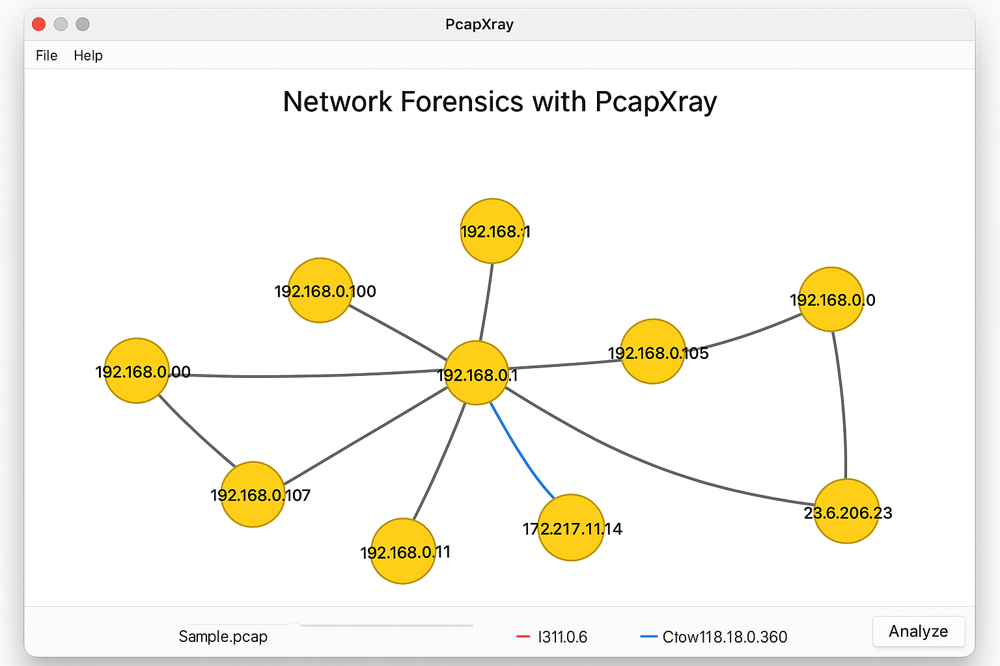 PcapXray
File Help
Network Forensics with PcapXray
192.168.:1
192.168.0.100
192.168.0.0
192.168.0.105
192.168.0.00
192.168.0.1
192.168.0.107
23.6.206.23
172.217.11.14
192.168.0.11
Sample.pcap
I311.0.6
Ctow118.18.0.360
Analyze